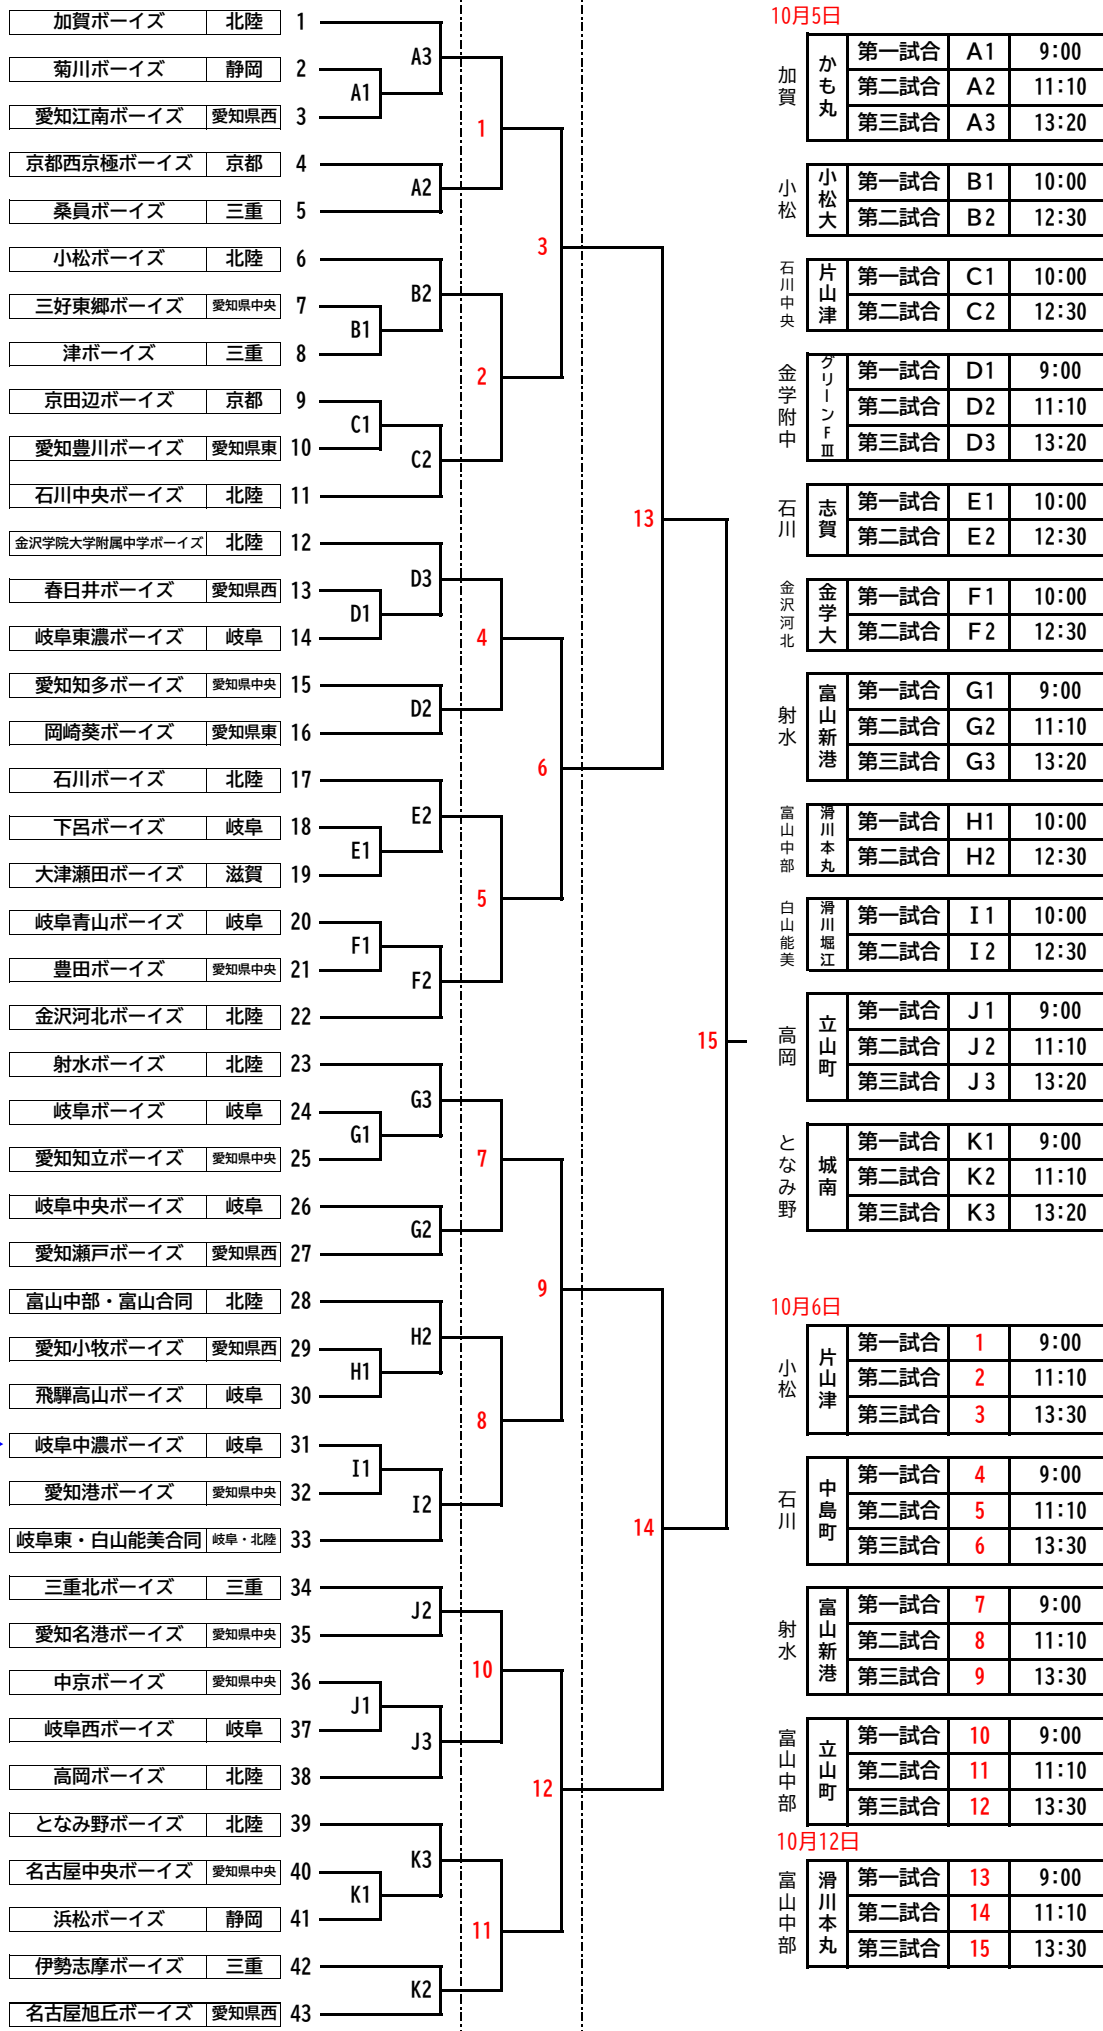 加賀ボーイズ 北陸 1
菊川ボーイズ 静岡 2
愛知江南ボーイズ 愛知県西 3
京都西京極ボーイズ 京都 4
桑員ボーイズ 三重 5
小松ボーイズ 北陸 6
三好東郷ボーイズ 愛知県中央 7
津ボーイズ 三重 8
京田辺ボーイズ 京都 9
愛知豊川ボーイズ 愛知県東 10
石川中央ボーイズ 北陸 11
金沢学院大学附属中学ボーイズ 北陸 12
春日井ボーイズ 愛知県西 13
岐阜東濃ボーイズ 岐阜 14
愛知知多ボーイズ 愛知県中央 15
岡崎葵ボーイズ 愛知県東 16
石川ボーイズ 北陸 17
下呂ボーイズ 岐阜 18
大津瀬田ボーイズ 滋賀 19
岐阜青山ボーイズ 岐阜 20
豊田ボーイズ 愛知県中央 21
金沢河北ボーイズ 北陸 22
射水ボーイズ 北陸 23
岐阜ボーイズ 岐阜 24
愛知知立ボーイズ 愛知県中央 25
岐阜中央ボーイズ 岐阜 26
愛知瀬戸ボーイズ 愛知県西 27
富山中部・富山合同 北陸 28
愛知小牧ボーイズ 愛知県西 29
飛騨高山ボーイズ 岐阜 30
岐阜中濃ボーイズ 岐阜 31
愛知港ボーイズ 愛知県中央 32
岐阜東・白山能美合同 岐阜・北陸 33
三重北ボーイズ 三重 34
愛知名港ボーイズ 愛知県中央 35
中京ボーイズ 愛知県中央 36
岐阜西ボーイズ 岐阜 37
高岡ボーイズ 北陸 38
となみ野ボーイズ 北陸 39
名古屋中央ボーイズ 愛知県中央 40
浜松ボーイズ 静岡 41
伊勢志摩ボーイズ 三重 42
名古屋旭丘ボーイズ 愛知県西 43
A3
A1
A2
B2
B1
C1
C2
D3
D1
D2
E2
E1
F1
F2
G3
G1
G2
H2
H1
I1
I2
J2
J1
J3
K3
K1
K2
1
2
4
5
7
8
10
11
3
6
9
12
13
14
15
10月5日
加賀
かも丸
第一試合 A1 9:00
第二試合 A2 11:10
第三試合 A3 13:20
小松
小松大
第一試合 B1 10:00
第二試合 B2 12:30
石川中央
片山津
第一試合 C1 10:00
第二試合 C2 12:30
金学附中
グリーンFⅢ
第一試合 D1 9:00
第二試合 D2 11:10
第三試合 D3 13:20
石川
志賀
第一試合 E1 10:00
第二試合 E2 12:30
金沢河北
金学大
第一試合 F1 10:00
第二試合 F2 12:30
射水
富山新港
第一試合 G1 9:00
第二試合 G2 11:10
第三試合 G3 13:20
富山中部
滑川本丸
第一試合 H1 10:00
第二試合 H2 12:30
白山能美
滑川堀江
第一試合 I1 10:00
第二試合 I2 12:30
高岡
立山町
第一試合 J1 9:00
第二試合 J2 11:10
第三試合 J3 13:20
となみ野
城南
第一試合 K1 9:00
第二試合 K2 11:10
第三試合 K3 13:20
10月6日
小松
片山津
第一試合 1 9:00
第二試合 2 11:10
第三試合 3 13:30
石川
中島町
第一試合 4 9:00
第二試合 5 11:10
第三試合 6 13:30
射水
富山新港
第一試合 7 9:00
第二試合 8 11:10
第三試合 9 13:30
富山中部
立山町
第一試合 10 9:00
第二試合 11 11:10
第三試合 12 13:30
10月12日
富山中部
滑川本丸
第一試合 13 9:00
第二試合 14 11:10
第三試合 15 13:30